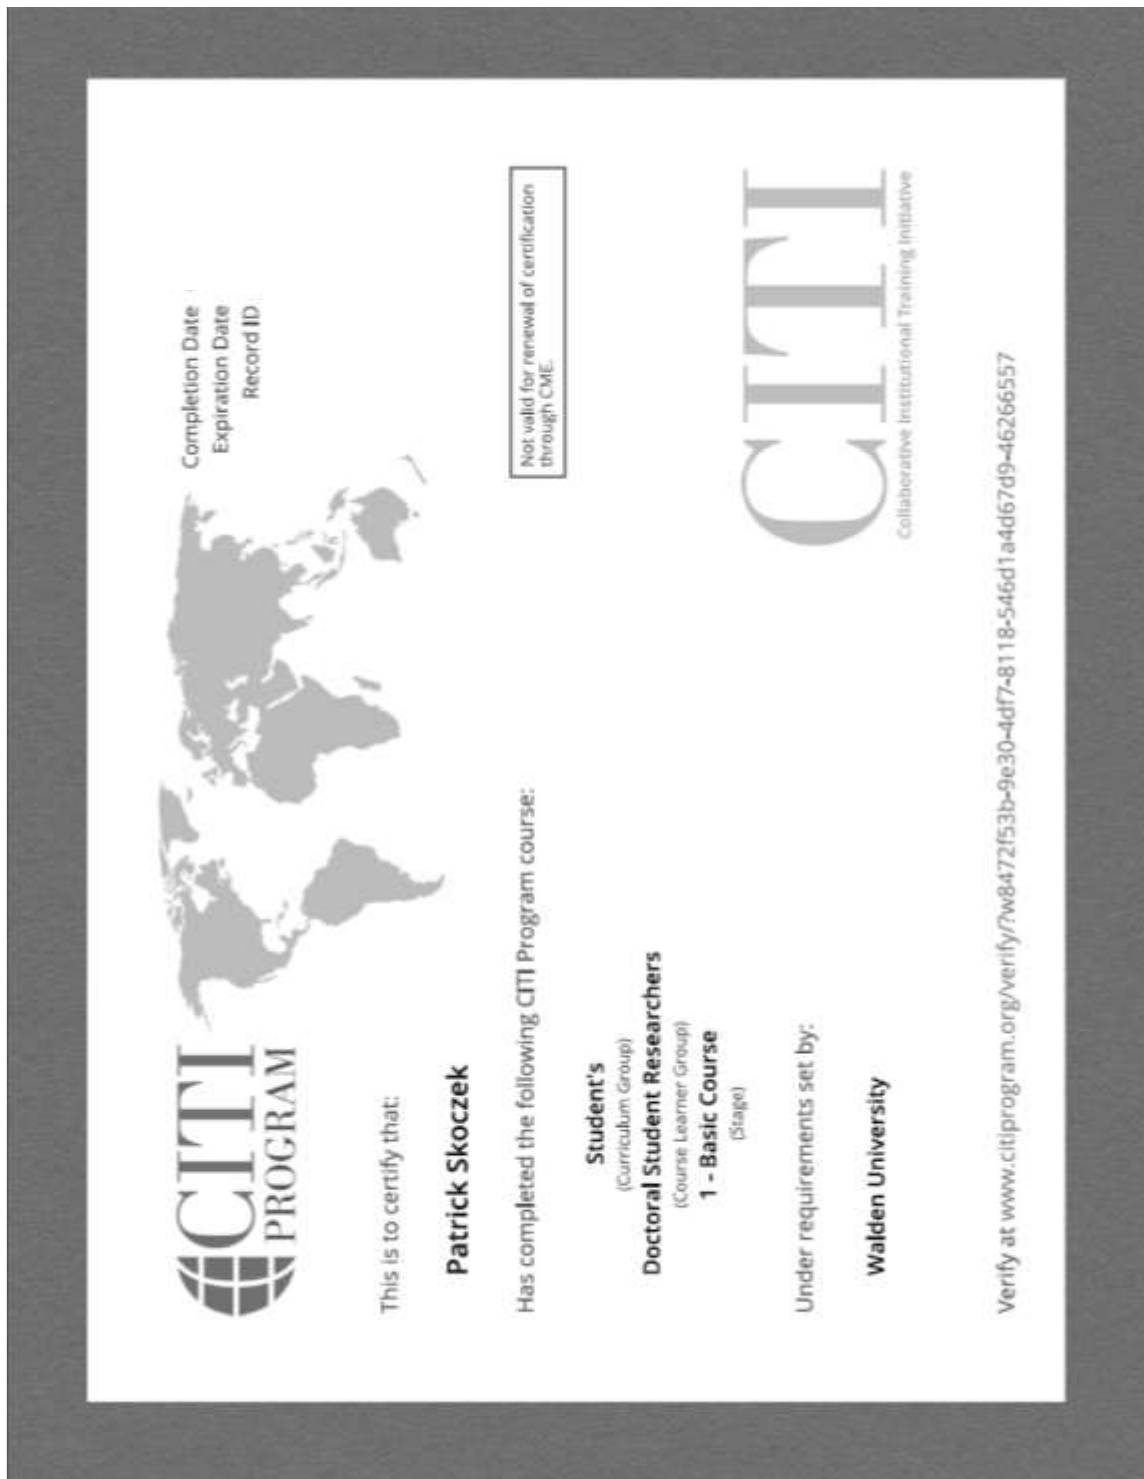 CITI
PROGRAM
Completion Date
Expiration Date
Record ID
This is to certify that:
Patrick Skoczek
Has completed the following CITI Program course:
Not valid for renewal of certification
through CME.
Student's
(Curriculum Group)
Doctoral Student Researchers
(Course Learner Group)
1 - Basic Course
(Stage)
Under requirements set by:
Walden University
CITI
Collaborative Institutional Training Initiative
Verify at www.citiprogram.org/verify/?w8472f53b-9e30-4df7-8118-546d1a4d67d9-46266557